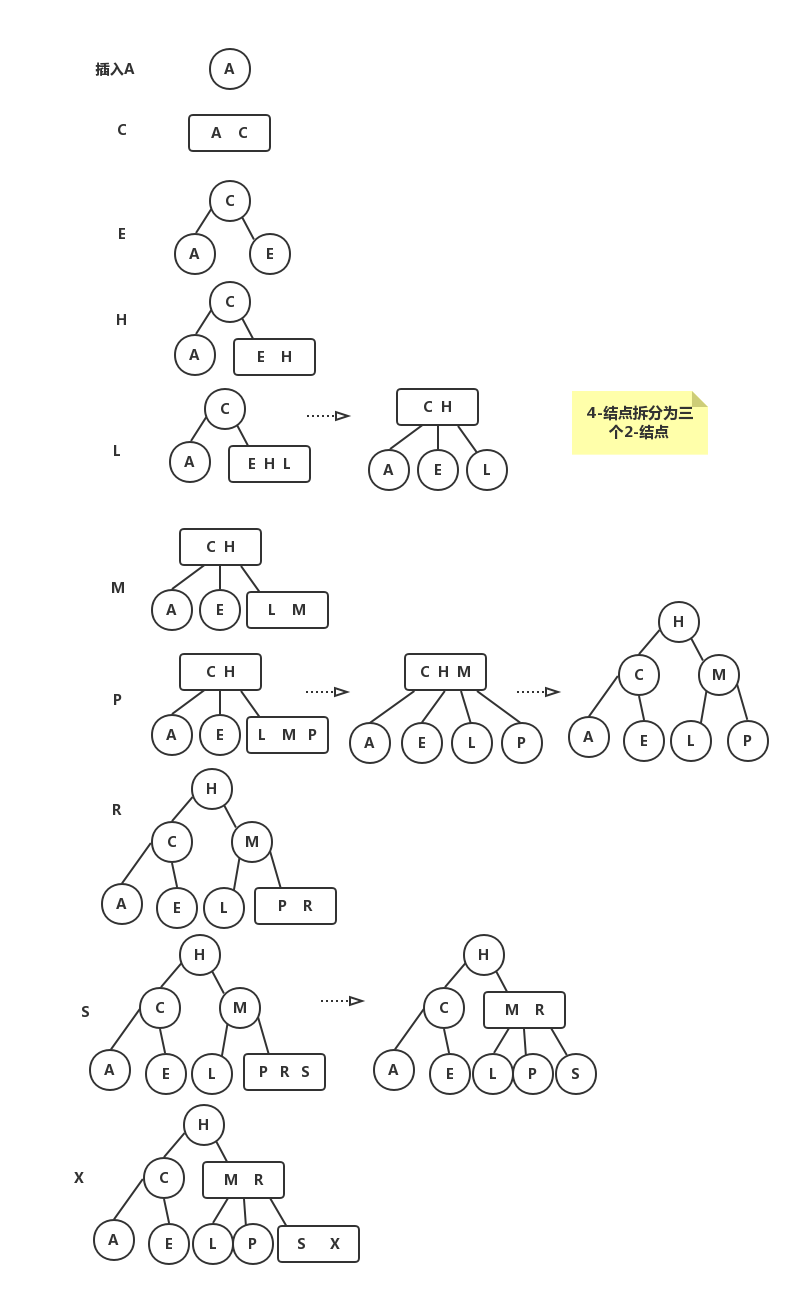 插入A
A
C
A C
C
E
A E
C
H
A
E H
C
C H
4-结点拆分为三
个2-结点
L
A
E H L
A E L
C H
M
A E
L M
H
C H
C H M
C M
P
A E
L M P
A E L P
A E L P
H
R
C M
A E L
P R
H
H
S
C M
C
M R
A E L
P R S
A E L P S
H
X
C
M R
A E L P
S X